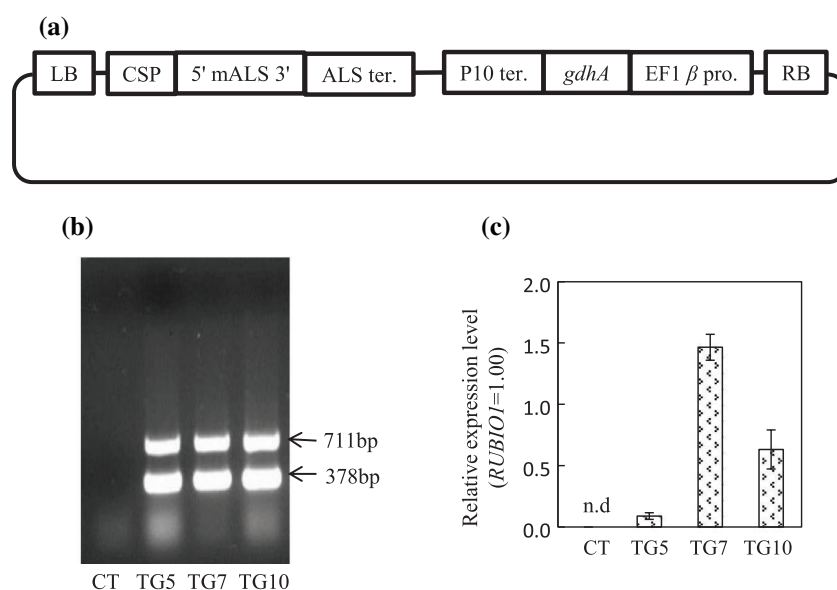 (a)
LB CSP 5' mALS 3' ALS ter. P10 ter. gdhA EF1 β pro. RB
(b)
711bp
378bp
CT TG5 TG7 TG10
(c)
Relative expression level
(RUBIO1=1.00)
2.0
1.5
1.0
0.5
0.0
n.d
CT TG5 TG7 TG10